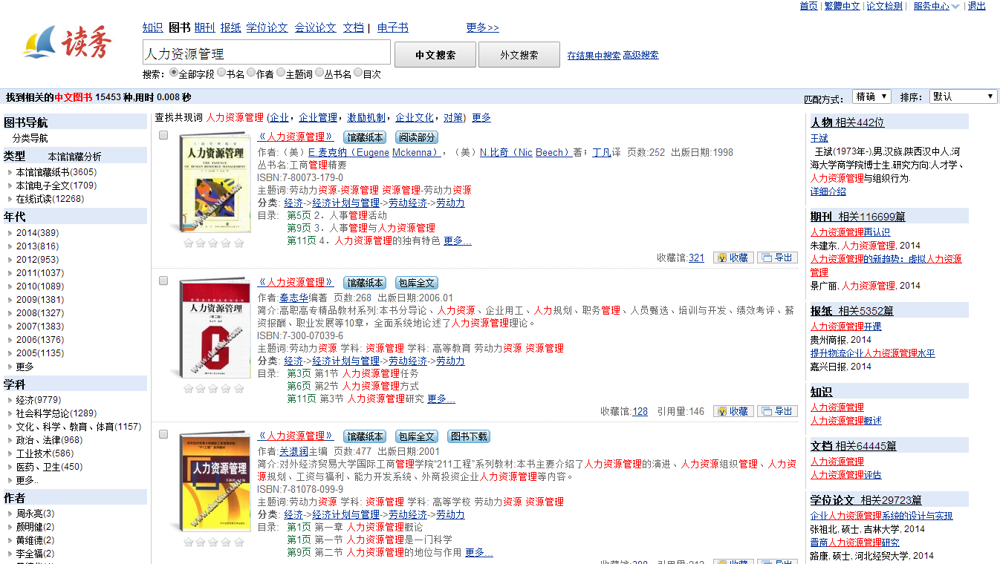 首页 | 繁體中文 | 论文检测 | 服务中心 | 退出
读秀
知识 图书 期刊 报纸 学位论文 会议论文 文档 | 电子书 更多>>
人力资源管理 中文搜索 外文搜索 在结果中搜索 高级搜索
搜索: 全部字段 书名 作者 主题词 丛书名 目次
找到相关的中文图书 15453 种,用时 0.008 秒 匹配方式: 精确 排序: 默认
图书导航
分类导航
类型 本馆馆藏分析
本馆馆藏纸书(3605)
本馆电子全文(1709)
在线试读(12268)
年代
2014(389)
2013(816)
2012(953)
2011(1037)
2010(1089)
2009(1381)
2008(1327)
2007(1383)
2006(1376)
2005(1135)
更多
学科
经济(9779)
社会科学总论(1289)
文化、科学、教育、体育(1157)
政治、法律(968)
工业技术(586)
医药、卫生(450)
更多..
作者
周永亮(3)
颜明健(2)
黄维德(2)
李全福(2)
查找共现词 人力资源管理 (企业, 企业管理, 激励机制, 企业文化, 对策) 更多
人力资源管理
THE ESSENCE
OF HUMAN RESOURCE MANAGEMENT
《人力资源管理》 馆藏纸本 阅读部分
作者:(美)E.麦克纳(Eugene Mckenna),(美)N.比奇(Nic Beech)著;丁凡译 页数:252 出版日期:1998
丛书名:工商管理精要
ISBN:7-80073-179-0
主题词:劳动力资源-资源管理 资源管理-劳动力资源
分类: 经济->经济计划与管理->劳动经济->劳动力
目录: 第5页 2．人事管理活动
第9页 3．人事管理与人力资源管理
第11页 4．人力资源管理的独有特色 更多...
收藏馆:321 收藏 导出
人力资源管理
《人力资源管理》 馆藏纸本 包库全文
作者:秦志华编著 页数:268 出版日期:2006.01
简介:高职高专精品教材系列:本书分导论、人力资源、企业用工、人力规划、职务管理、人员甄选、培训与开发、绩效考评、薪
资报酬、职业发展等10章，全面系统地论述了人力资源管理理论。
ISBN:7-300-07039-6
主题词:劳动力资源 学科: 资源管理 学科: 高等教育 劳动力资源 资源管理
分类: 经济->经济计划与管理->劳动经济->劳动力
目录: 第3页 第1节 人力资源管理任务
第6页 第2节 人力资源管理方式
第11页 第3节 人力资源管理研究 更多...
收藏馆:128 引用量:146 收藏 导出
人力资源管理
《人力资源管理》 馆藏纸本 包库全文 图书下载
作者:关淑润主编 页数:477 出版日期:2001
简介:对外经济贸易大学国际工商管理学院“211工程”系列教材:本书主要介绍了人力资源管理的演进、人力资源组织管理、人力资
源规划、工资与福利、能力开发系统、外商投资企业人力资源管理等内容。
ISBN:7-81078-099-9
主题词:劳动力资源 学科: 资源管理 学科: 高等学校 劳动力资源 资源管理
分类: 经济->经济计划与管理->劳动经济->劳动力
目录: 第1页 第一章 人力资源管理概论
第1页 第一节 人力资源管理是一门科学
第9页 第二节 人力资源管理的地位与作用 更多...
人物 相关442位
王斌
王斌(1973年-),男.汉族.陕西汉中人,河
海大学商学院博士生.研究方向:人才学、
人力资源管理与组织行为.
详细介绍
期刊 相关116699篇
人力资源管理再认识
朱建东, 人力资源管理, 2014
人力资源管理的新趋势：虚拟人力资源
管理
景广丽, 人力资源管理, 2014
报纸 相关5352篇
人力资源管理开课
贵州商报, 2014
提升物流企业人力资源管理水平
嘉兴日报, 2014
知识
人力资源管理
人力资源管理概述
文档 相关64445篇
人力资源管理
人力资源管理评估
学位论文 相关29723篇
企业人力资源管理系统的设计与实现
张祖北, 硕士, 吉林大学, 2014
晋商人力资源管理研究
路康, 硕士, 河北经贸大学, 2014